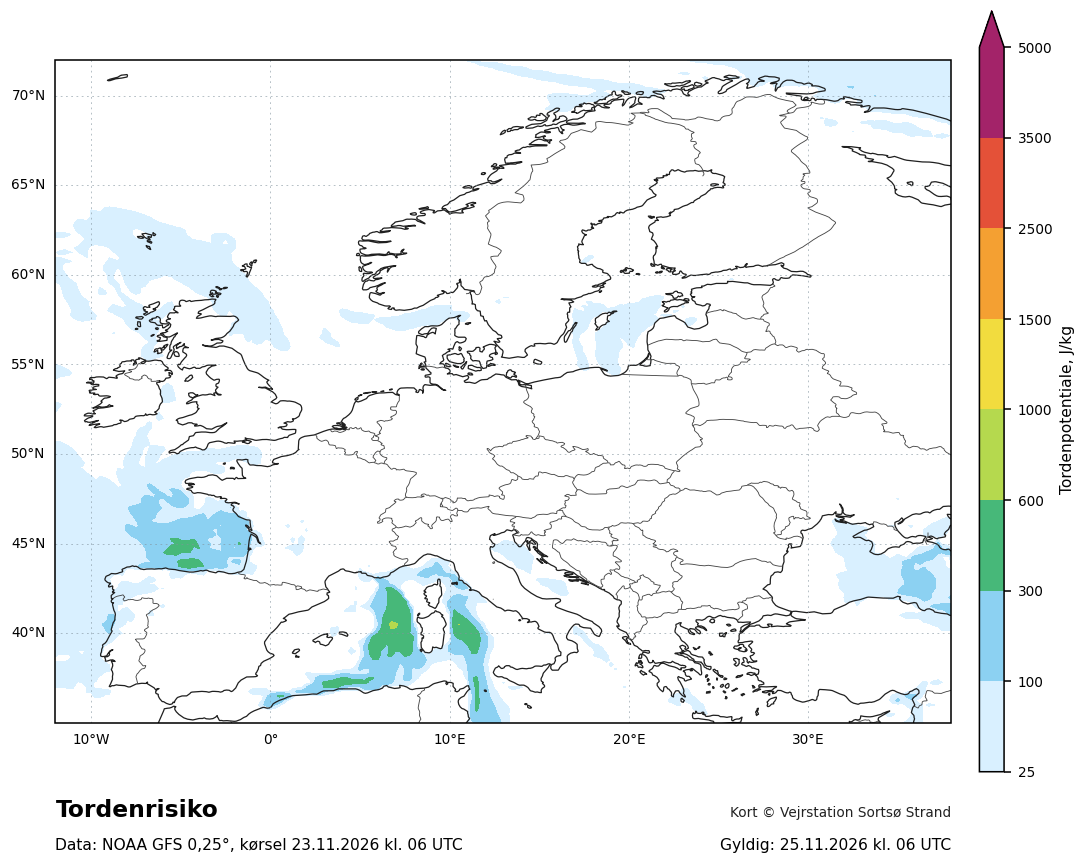 5000
3500
2500
1500
1000
600
300
100
25
Tordenpotentiale, J/kg
70°N
65°N
60°N
55°N
50°N
45°N
40°N
10°W
0°
10°E
20°E
30°E
Tordenrisiko
Kort © Vejrstation Sortsø Strand
Data: NOAA GFS 0,25°, kørsel 23.11.2026 kl. 06 UTC
Gyldig: 25.11.2026 kl. 06 UTC